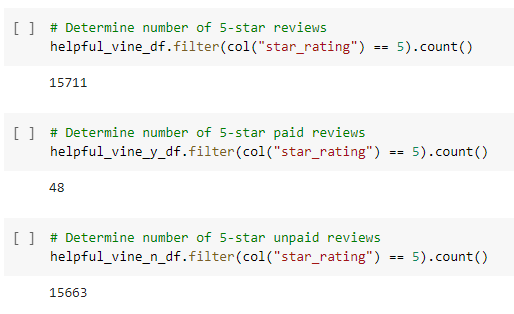 [ ] # Determine number of 5-star reviews
helpful_vine_df.filter(col("star_rating") == 5).count()
15711
[ ] # Determine number of 5-star paid reviews
helpful_vine_y_df.filter(col("star_rating") == 5).count()
48
[ ] # Determine number of 5-star unpaid reviews
helpful_vine_n_df.filter(col("star_rating") == 5).count()
15663